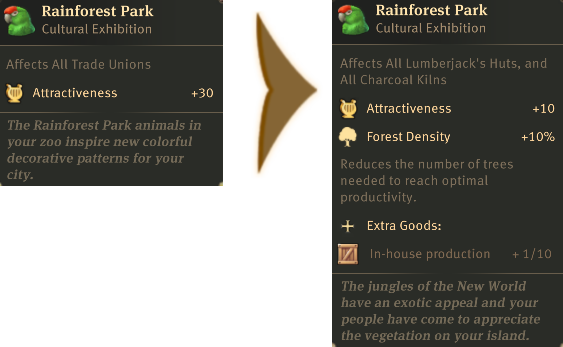 Rainforest Park
Cultural Exhibition
Affects All Trade Unions
Attractiveness +30
The Rainforest Park animals in
your zoo inspire new colorful
decorative patterns for your
city.
Rainforest Park
Cultural Exhibition
Affects All Lumberjack's Huts, and
All Charcoal Kilns
Attractiveness +10
Forest Density +10%
Reduces the number of trees
needed to reach optimal
productivity.
Extra Goods:
In-house production + 1/10
The jungles of the New World
have an exotic appeal and your
people have come to appreciate
the vegetation on your island.